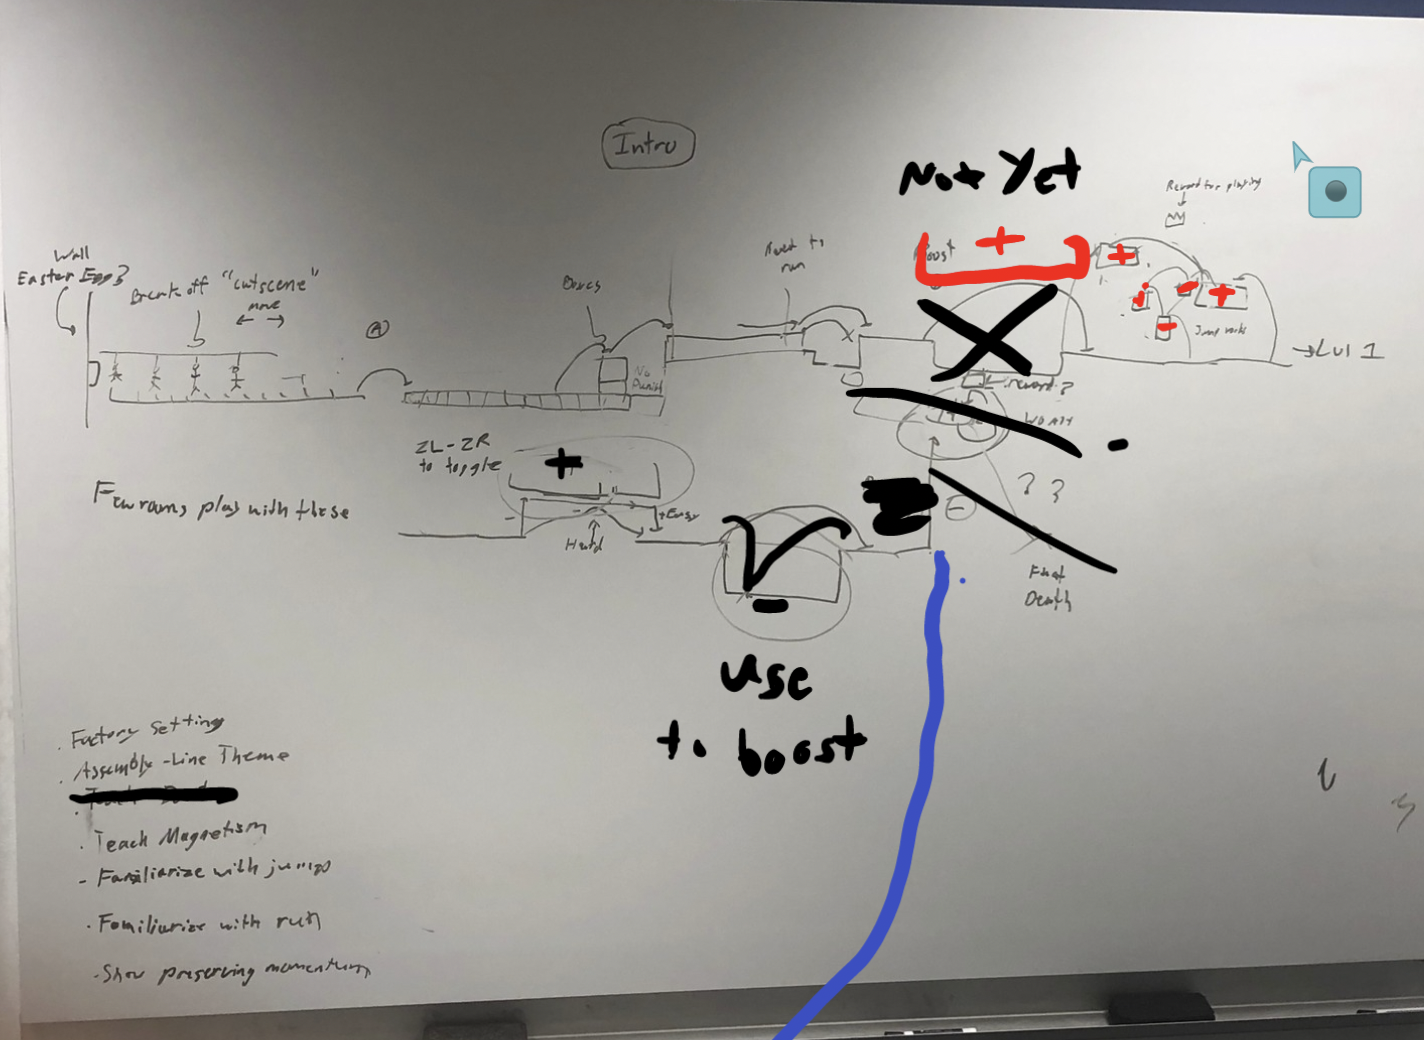 Intro
Not Yet
Reward for playing
Wall
Easter Egg?
Break off "cutscene"
move
Boxes
Need to
run
Boost
+
+
+
-
-
-
A
No
Punish
Jump
→ Lvl 1
reward?
ZL-ZR
to toggle
+
-
? ?
Few rooms, play with these
Easy
Hard
-
-
Final
Death
use
to boost
· Factory Setting
· Assembly-Line Theme
· Teach Magnetism
- Familiarize with jumps
· Familiarize with run
- Show preserving momentum